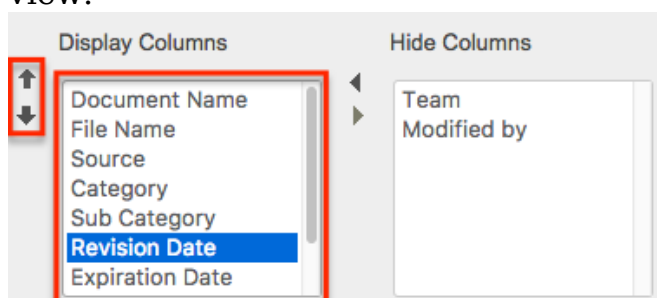 Display Columns
Hide Columns
Document Name
File Name
Source
Category
Sub Category
Revision Date
Expiration Date
Team
Modified by